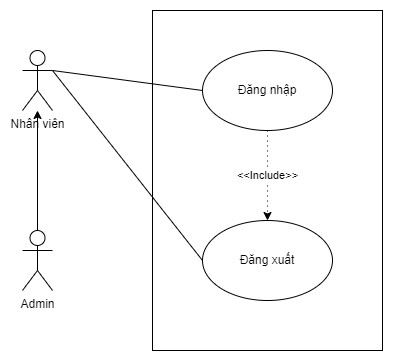 Đăng nhập
Nhân viên
<<Include>>
Đăng xuất
Admin